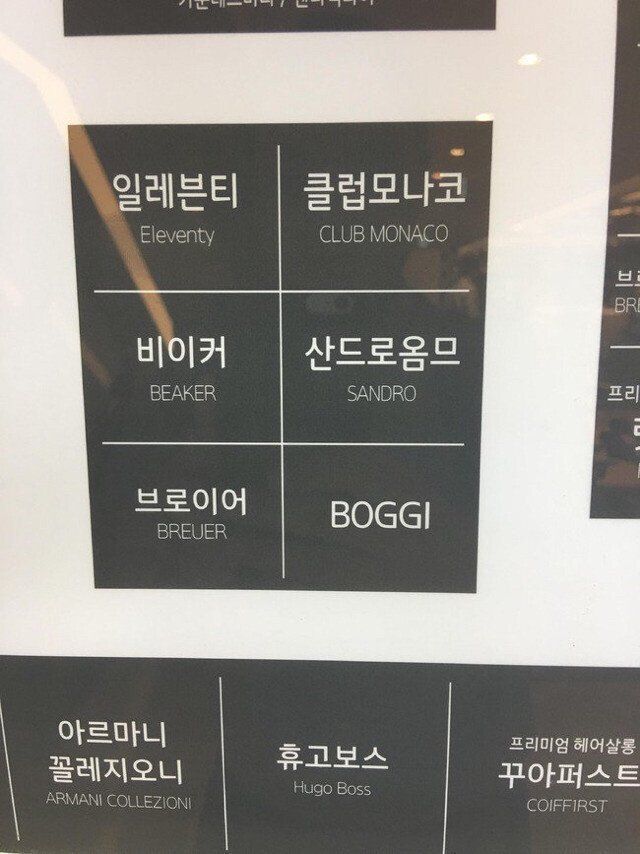 일레븐티
Eleventy
클럽모나코
CLUB MONACO
비이커
BEAKER
산드로옴므
SANDRO
브로이어
BREUER
BOGGI
아르마니
꼴레지오니
ARMANI COLLEZIONI
휴고보스
Hugo Boss
프리미엄 헤어살롱
꾸아퍼스트
COIFF1RST